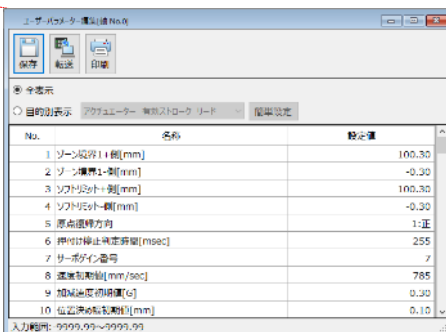 ユーザーパラメーター編集[軸 No.0]
保存 転送 印刷
全表示
目的別表示 アクチュエーター 有効ストローク リード 簡単設定
No. 名称 設定値
1 ゾーン境界1+側[mm] 100.30
2 ゾーン境界1-側[mm] -0.30
3 ソフトリミット+側[mm] 100.30
4 ソフトリミット-側[mm] -0.30
5 原点復帰方向 1:正
6 押付け停止判定時間[msec] 255
7 サーボゲイン番号 7
8 速度初期値[mm/sec] 785
9 加減速度初期値[G] 0.30
10 位置決め幅初期値[mm] 0.10
入力範囲: -9999.99~9999.99